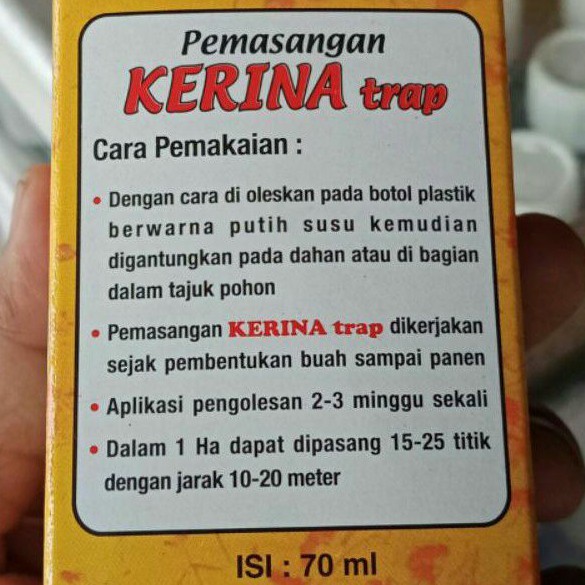 Pemasangan
KERINA trap
Cara Pemakaian :
• Dengan cara di oleskan pada botol plastik
berwarna putih susu kemudian
digantungkan pada dahan atau di bagian
dalam tajuk pohon
• Pemasangan KERINA trap dikerjakan
sejak pembentukan buah sampai panen
• Aplikasi pengolesan 2-3 minggu sekali
• Dalam 1 Ha dapat dipasang 15-25 titik
dengan jarak 10-20 meter
ISI : 70 ml